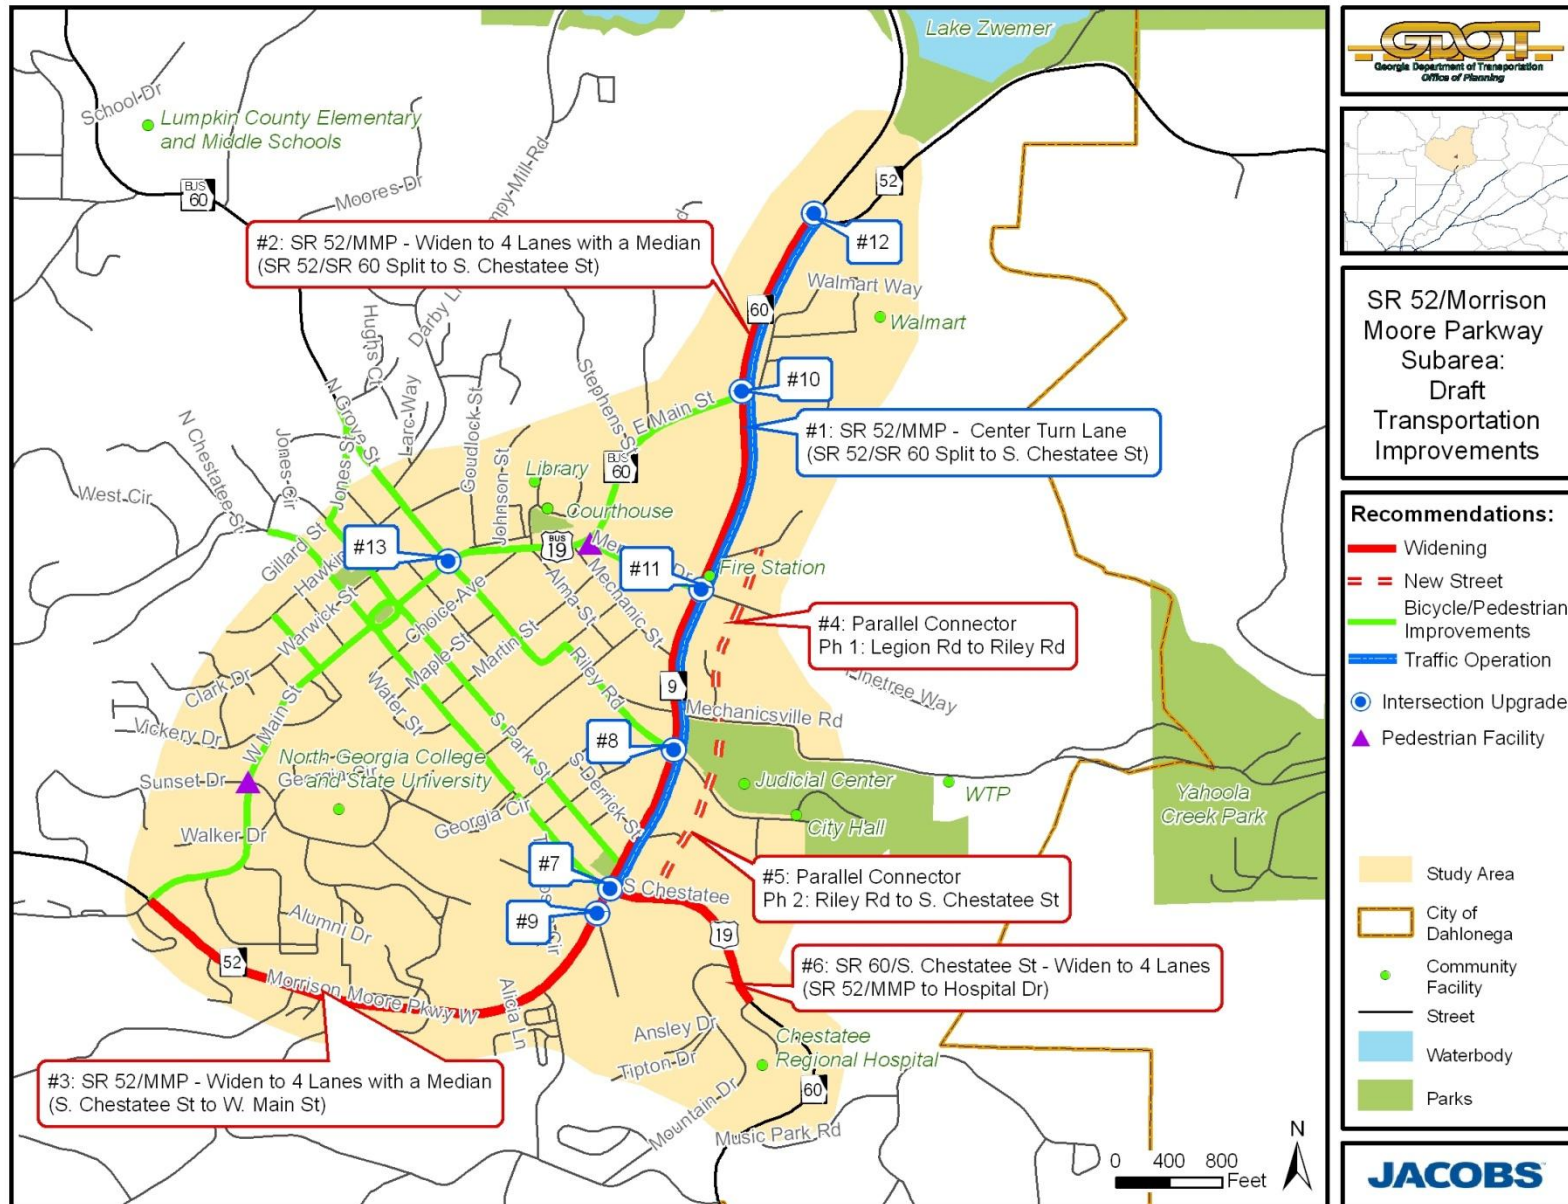 Lake Zwemer
School Dr
Lumpkin County Elementary
and Middle Schools
BUS
60
Moores Dr
52
#2: SR 52/MMP - Widen to 4 Lanes with a Median
(SR 52/SR 60 Split to S. Chestatee St)
#12
Walmart Way
60
Walmart
Hughs Ct
Larc-Way
Goudlock-St
Stephens St
#10
E Main St
N Grove St
#1: SR 52/MMP - Center Turn Lane
(SR 52/SR 60 Split to S. Chestatee St)
N Chestatee St
Jones-Cir
Jones St
Johnson St
BUS
60
Library
West Cir
Courthouse
Gillard St
#13
BUS
19
#11
Dr
Fire Station
Warwick St
Choice Ave
Alma St
Mechanic St
#4: Parallel Connector
Ph 1: Legion Rd to Riley Rd
Maple St
Martin St
Riley Rd
Clark Dr
9
Pinetree Way
Water St
Mechanicsville Rd
Vickery Dr
W Main St
S Park St
#8
North Georgia College
and State University
S Derrick St
Sunset Dr
Judicial Center
WTP
Yahoola
Creek Park
Georgia Cir
City Hall
Walker Dr
#7
S Chestatee
#5: Parallel Connector
Ph 2: Riley Rd to S. Chestatee St
#9
Alumni Dr
19
52
Morrison Moore Pkwy W
#6: SR 60/S. Chestatee St - Widen to 4 Lanes
(SR 52/MMP to Hospital Dr)
Alicia Ln
Ansley Dr
Chestatee
Regional Hospital
Tipton Dr
#3: SR 52/MMP - Widen to 4 Lanes with a Median
(S. Chestatee St to W. Main St)
60
Mountain Dr
Music Park Rd
N
0 400 800
Feet
GDOT
Georgia Department of Transportation
Office of Planning
SR 52/Morrison
Moore Parkway
Subarea:
Draft
Transportation
Improvements
Recommendations:
Widening
New Street
Bicycle/Pedestrian
Improvements
Traffic Operation
Intersection Upgrade
Pedestrian Facility
Study Area
City of
Dahlonega
Community
Facility
Street
Waterbody
Parks
JACOBS